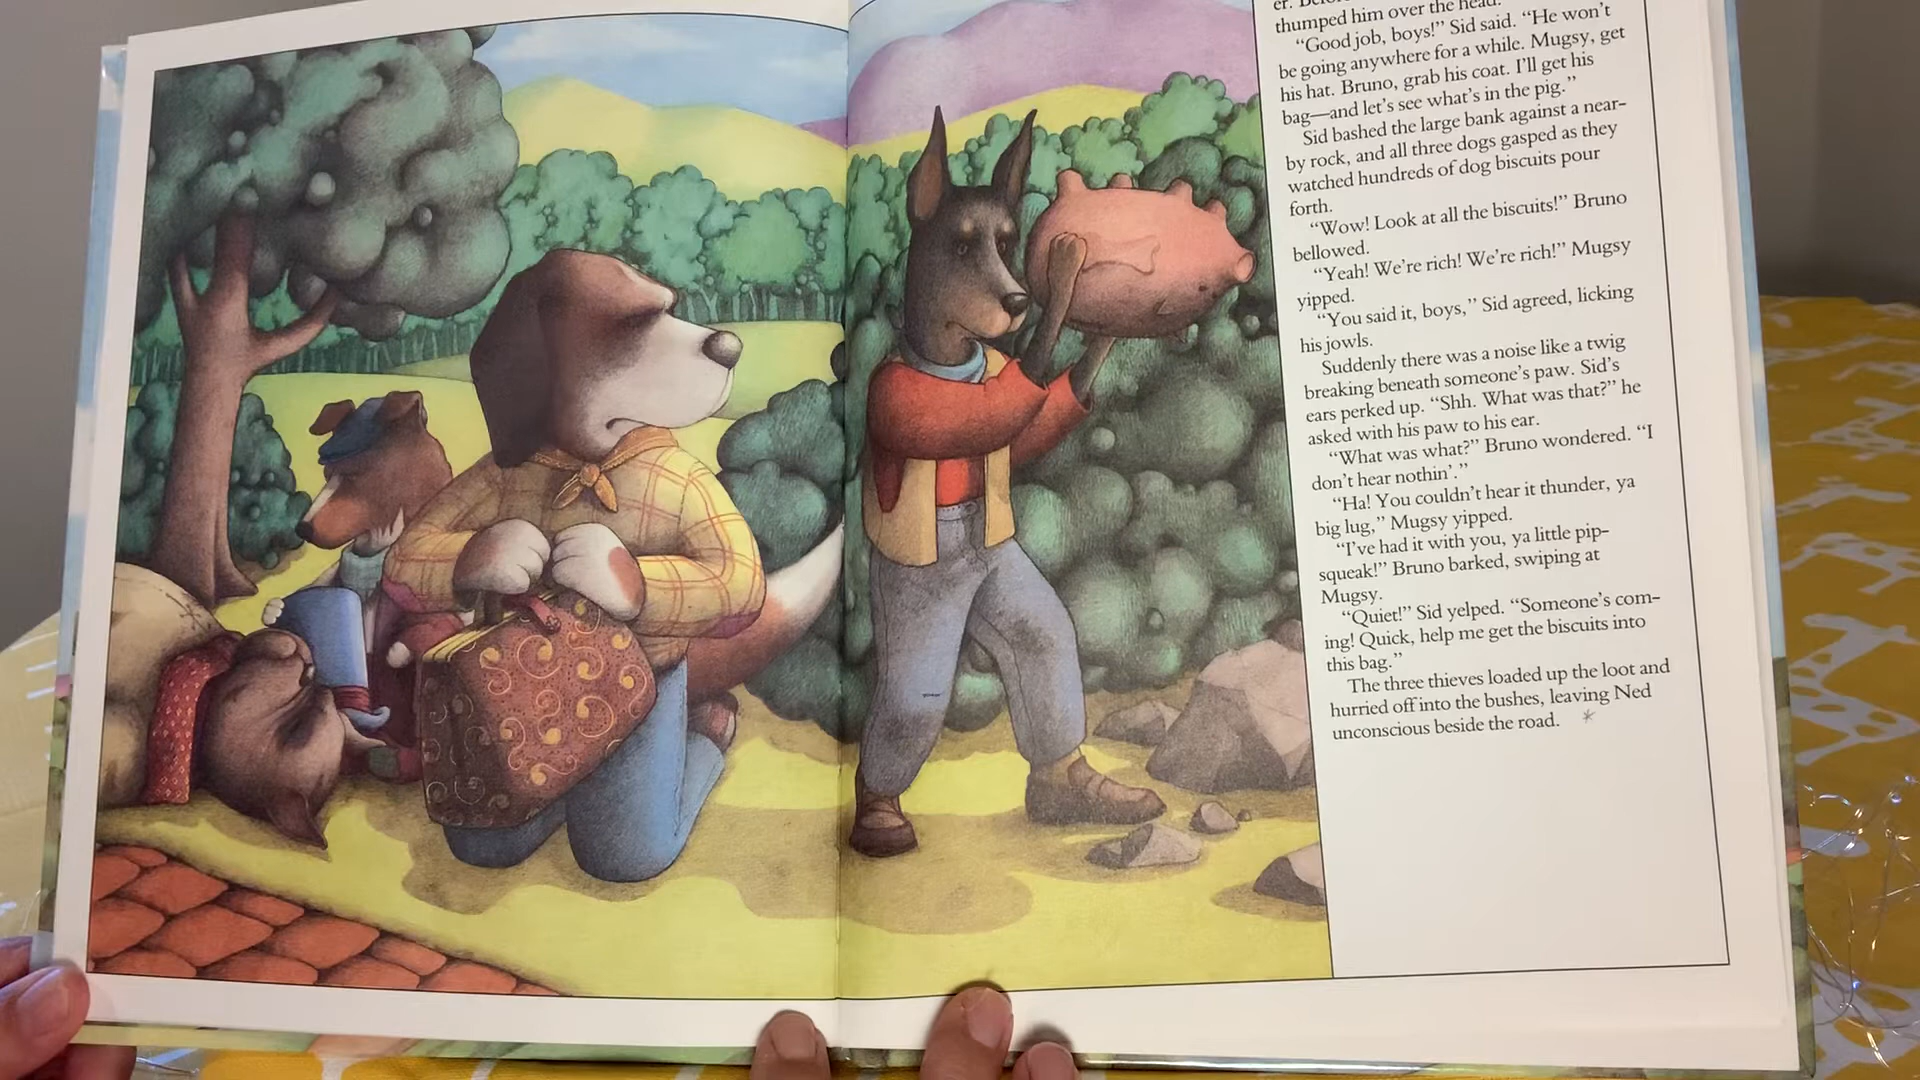 er.
thumped him over the head.
“Good job, boys!” Sid said. “He won’t
be going anywhere for a while. Mugsy, get
his hat. Bruno, grab his coat. I’ll get his
bag—and let’s see what’s in the pig.”
Sid bashed the large bank against a near-
by rock, and all three dogs gasped as they
watched hundreds of dog biscuits pour
forth.
“Wow! Look at all the biscuits!” Bruno
bellowed.
“Yeah! We’re rich! We’re rich!” Mugsy
yipped.
“You said it, boys,” Sid agreed, licking
his jowls.
Suddenly there was a noise like a twig
breaking beneath someone’s paw. Sid’s
ears perked up. “Shh. What was that?” he
asked with his paw to his ear.
“What was what?” Bruno wondered. “I
don’t hear nothin’.”
“Ha! You couldn’t hear it thunder, ya
big lug,” Mugsy yipped.
“I’ve had it with you, ya little pip-
squeak!” Bruno barked, swiping at
Mugsy.
“Quiet!” Sid yelped. “Someone’s com-
ing! Quick, help me get the biscuits into
this bag.”
The three thieves loaded up the loot and
hurried off into the bushes, leaving Ned
unconscious beside the road. *